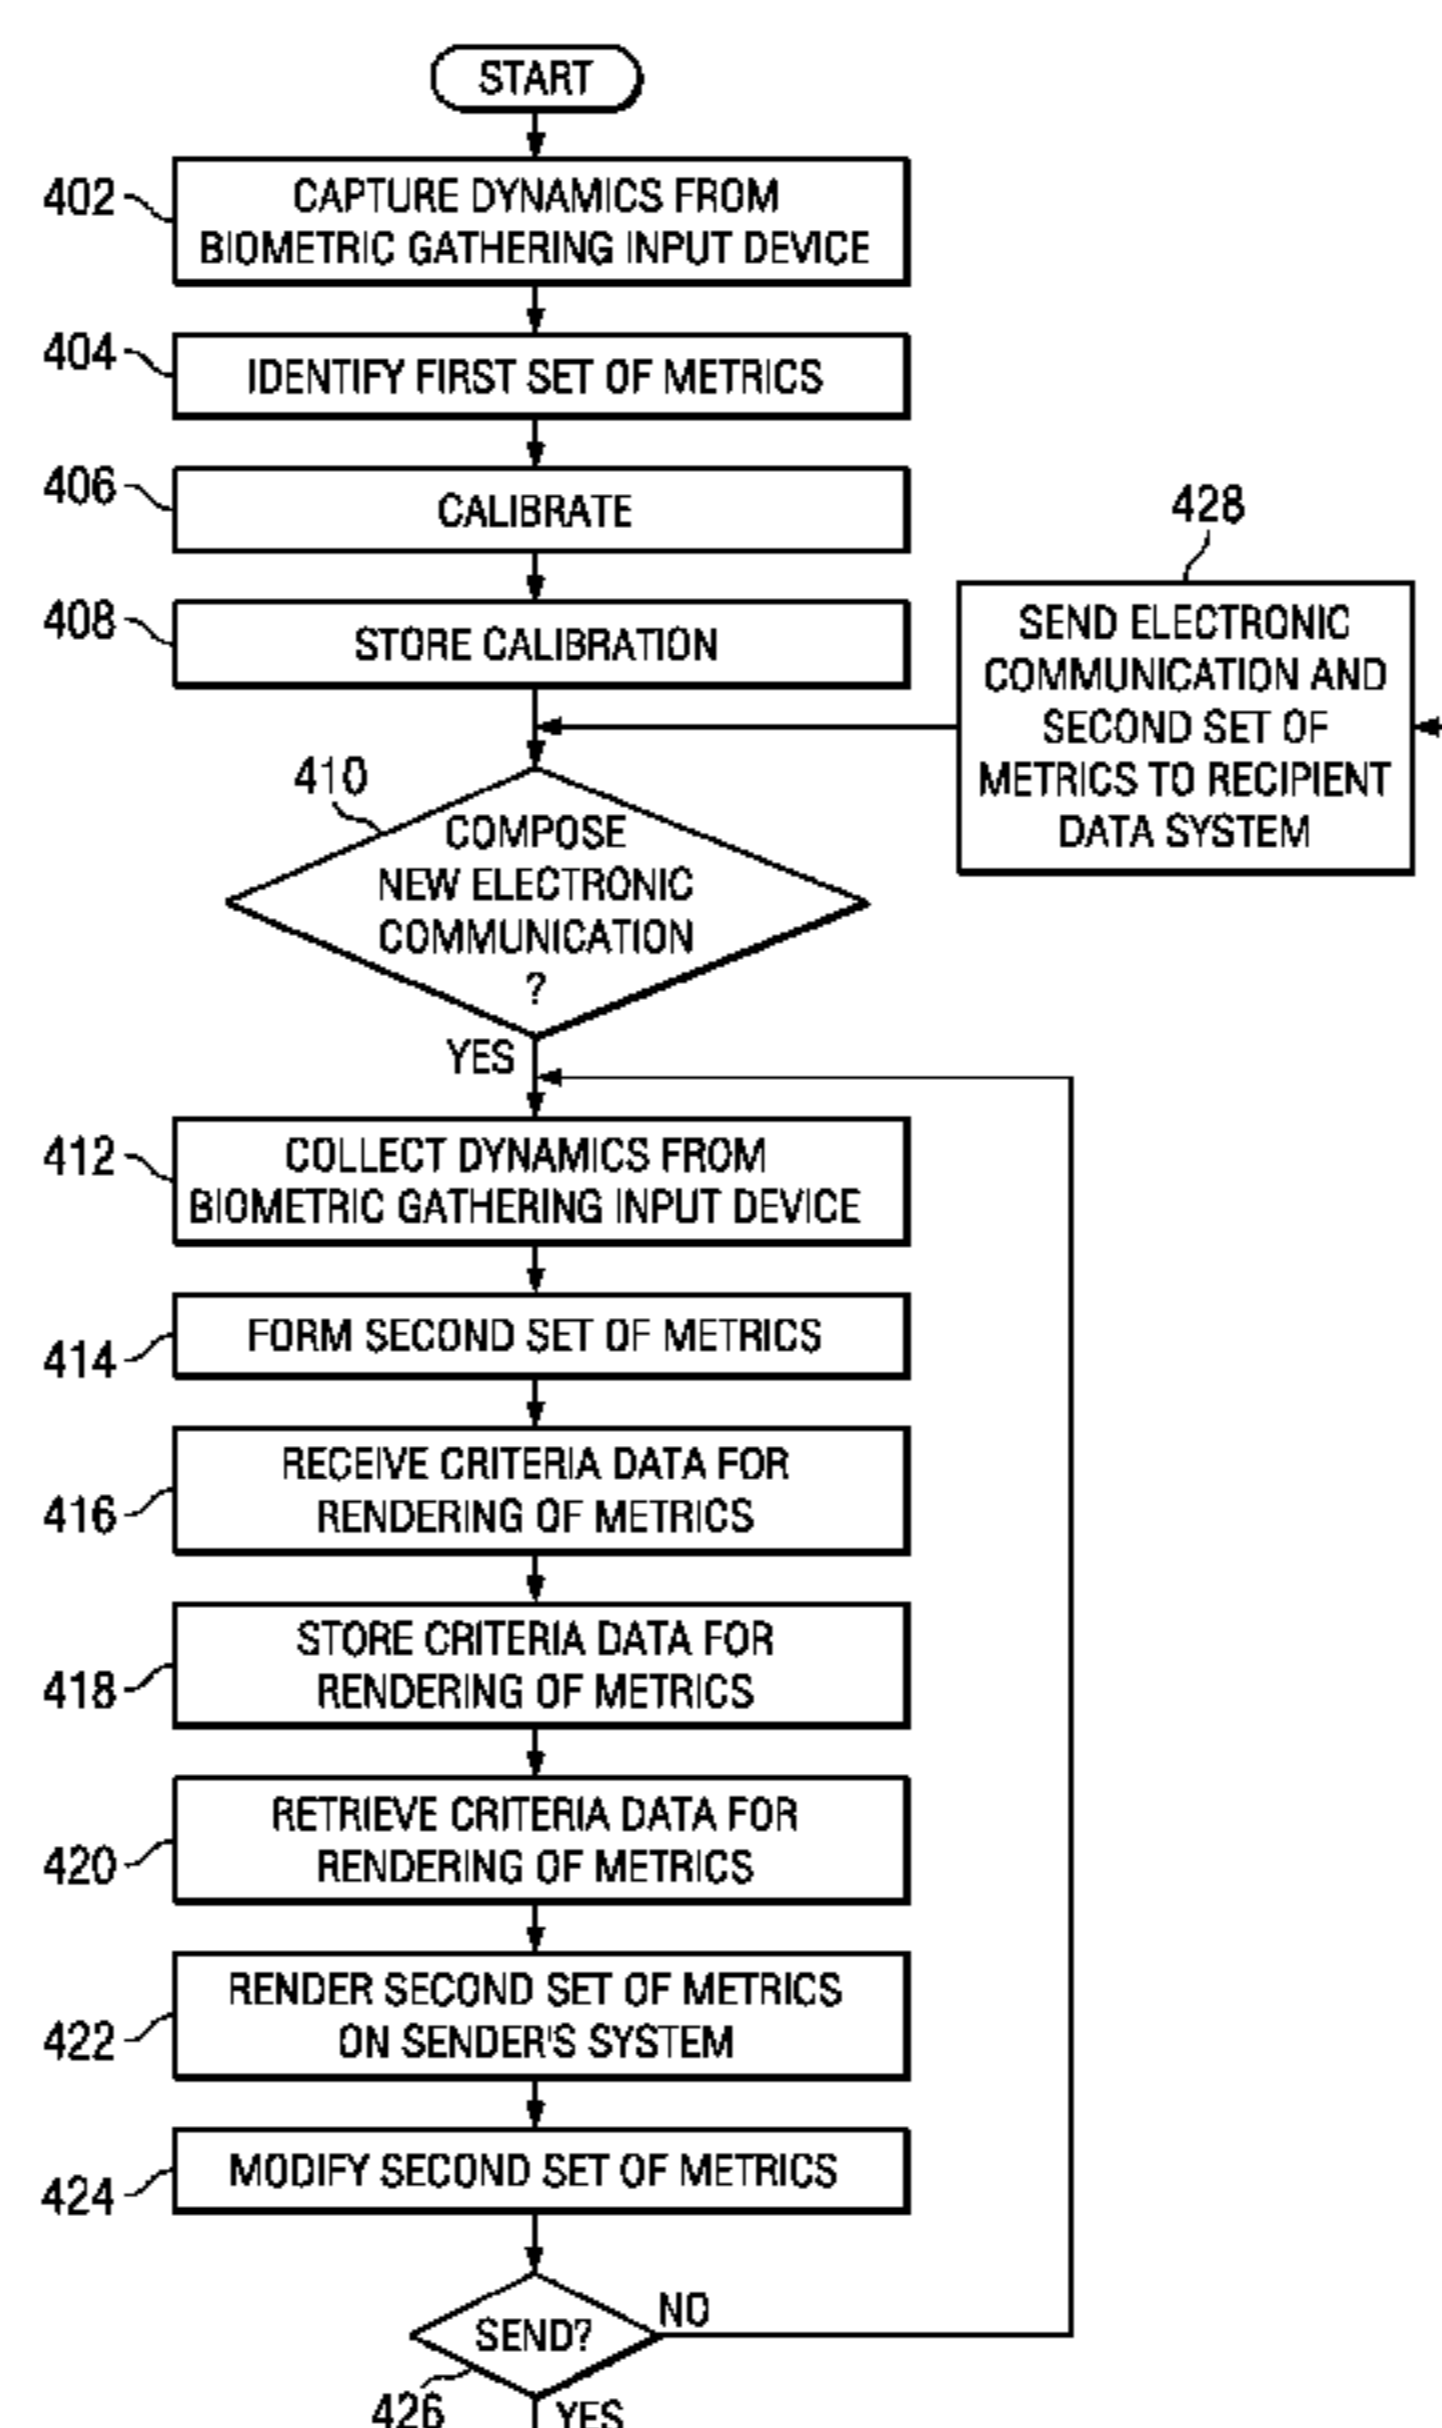 START
402
CAPTURE DYNAMICS FROM
BIOMETRIC GATHERING INPUT DEVICE
404
IDENTIFY FIRST SET OF METRICS
406
CALIBRATE
408
STORE CALIBRATION
428
SEND ELECTRONIC
COMMUNICATION AND
SECOND SET OF
METRICS TO RECIPIENT
DATA SYSTEM
410
COMPOSE
NEW ELECTRONIC
COMMUNICATION
?
YES
412
COLLECT DYNAMICS FROM
BIOMETRIC GATHERING INPUT DEVICE
414
FORM SECOND SET OF METRICS
416
RECEIVE CRITERIA DATA FOR
RENDERING OF METRICS
418
STORE CRITERIA DATA FOR
RENDERING OF METRICS
420
RETRIEVE CRITERIA DATA FOR
RENDERING OF METRICS
422
RENDER SECOND SET OF METRICS
ON SENDER'S SYSTEM
424
MODIFY SECOND SET OF METRICS
SEND?
NO
426
YES